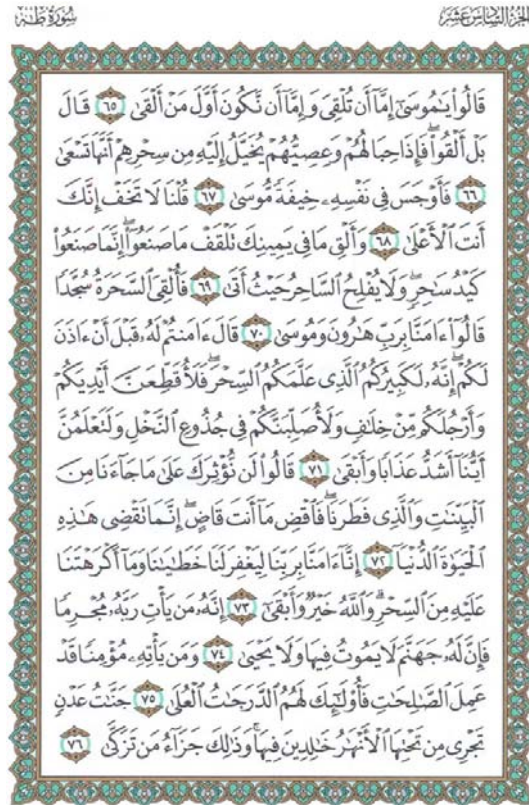 سُورَةُ طه
الجُزْءُ السَّادِسَ عَشَرَ
قَالُوا۟ يَٰمُوسَىٰٓ إِمَّآ أَن تُلْقِىَ وَإِمَّآ أَن نَّكُونَ أَوَّلَ مَنْ أَلْقَىٰ ٦٥ قَالَ
بَلْ أَلْقُوا۟ۖ فَإِذَا حِبَالُهُمْ وَعِصِيُّهُمْ يُخَيَّلُ إِلَيْهِ مِن سِحْرِهِمْ أَنَّهَا تَسْعَىٰ
٦٦ فَأَوْجَسَ فِى نَفْسِهِۦ خِيفَةً مُّوسَىٰ ٦٧ قُلْنَا لَا تَخَفْ إِنَّكَ
أَنتَ ٱلْأَعْلَىٰ ٦٨ وَأَلْقِ مَا فِى يَمِينِكَ تَلْقَفْ مَا صَنَعُوٓا۟ۖ إِنَّمَا صَنَعُوا۟
كَيْدُ سَٰحِرٍۖ وَلَا يُفْلِحُ ٱلسَّاحِرُ حَيْثُ أَتَىٰ ٦٩ فَأُلْقِىَ ٱلسَّحَرَةُ سُجَّدًا
قَالُوٓا۟ ءَامَنَّا بِرَبِّ هَٰرُونَ وَمُوسَىٰ ٧٠ قَالَ ءَامَنتُمْ لَهُۥ قَبْلَ أَنْ ءَاذَنَ
لَكُمْۖ إِنَّهُۥ لَكَبِيرُكُمُ ٱلَّذِى عَلَّمَكُمُ ٱلسِّحْرَۖ فَلَأُقَطِّعَنَّ أَيْدِيَكُمْ
وَأَرْجُلَكُم مِّنْ خِلَٰفٍ وَلَأُصَلِّبَنَّكُمْ فِى جُذُوعِ ٱلنَّخْلِ وَلَتَعْلَمُنَّ
أَيُّنَآ أَشَدُّ عَذَابًا وَأَبْقَىٰ ٧١ قَالُوا۟ لَن نُّؤْثِرَكَ عَلَىٰ مَا جَآءَنَا مِنَ
ٱلْبَيِّنَٰتِ وَٱلَّذِى فَطَرَنَاۖ فَٱقْضِ مَآ أَنتَ قَاضٍۖ إِنَّمَا تَقْضِى هَٰذِهِ
ٱلْحَيَوٰةَ ٱلدُّنْيَآ ٧٢ إِنَّآ ءَامَنَّا بِرَبِّنَا لِيَغْفِرَ لَنَا خَطَٰيَٰنَا وَمَآ أَكْرَهْتَنَا
عَلَيْهِ مِنَ ٱلسِّحْرِۗ وَٱللَّهُ خَيْرٌ وَأَبْقَىٰٓ ٧٣ إِنَّهُۥ مَن يَأْتِ رَبَّهُۥ مُجْرِمًا
فَإِنَّ لَهُۥ جَهَنَّمَ لَا يَمُوتُ فِيهَا وَلَا يَحْيَىٰ ٧٤ وَمَن يَأْتِهِۦ مُؤْمِنًا قَدْ
عَمِلَ ٱلصَّٰلِحَٰتِ فَأُو۟لَٰٓئِكَ لَهُمُ ٱلدَّرَجَٰتُ ٱلْعُلَىٰ ٧٥ جَنَّٰتُ عَدْنٍ
تَجْرِى مِن تَحْتِهَا ٱلْأَنْهَٰرُ خَٰلِدِينَ فِيهَاۚ وَذَٰلِكَ جَزَآءُ مَن تَزَكَّىٰ ٧٦